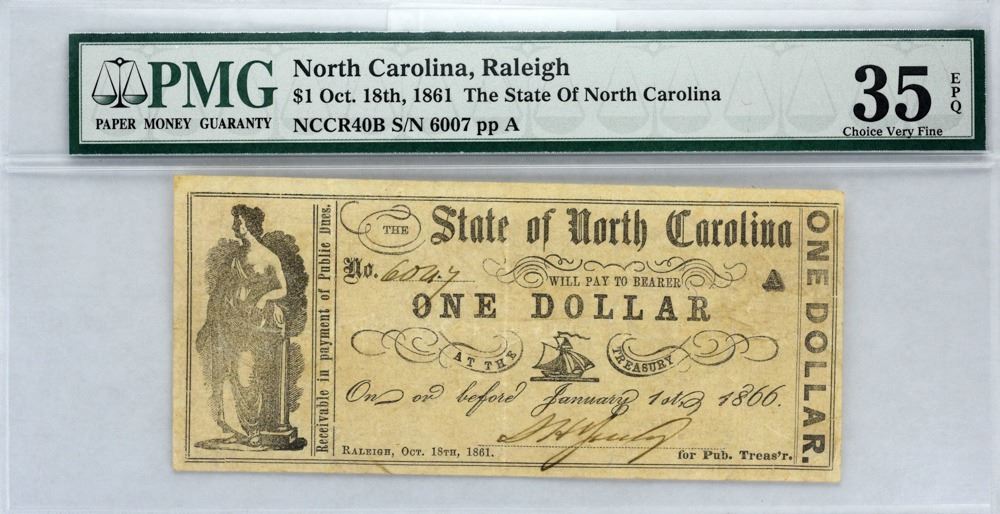 PMG
PAPER MONEY GUARANTY
North Carolina, Raleigh
$1 Oct. 18th, 1861 The State Of North Carolina
NCCR40B S/N 6007 pp A
35
EPQ
Choice Very Fine
Receivable in payment of Public Dues.
THE State of North Carolina
No. 6047
WILL PAY TO BEARER
A
ONE DOLLAR
AT THE TREASURY
On or before January 1st, 1866.
RALEIGH, OCT. 18TH, 1861.
for Pub. Treas'r.
ONE DOLLAR.